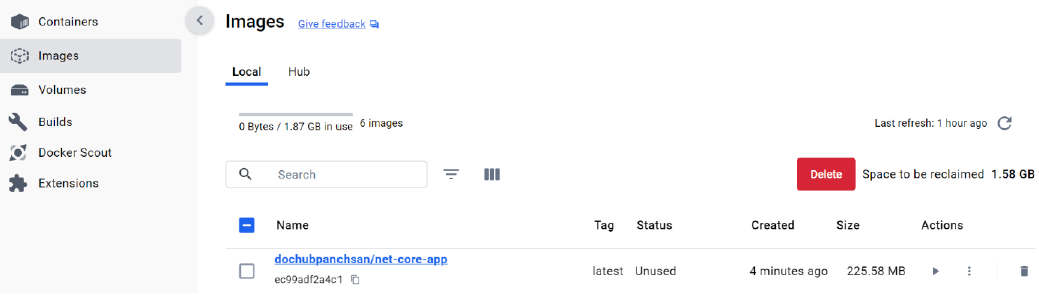 Containers
Images
Volumes
Builds
Docker Scout
Extensions
Images Give feedback
Local Hub
0 Bytes / 1.87 GB in use 6 images Last refresh: 1 hour ago
Search Delete Space to be reclaimed 1.58 GB
Name Tag Status Created Size Actions
dochubpanchsan/net-core-app
ec99adf2a4c1 latest Unused 4 minutes ago 225.58 MB